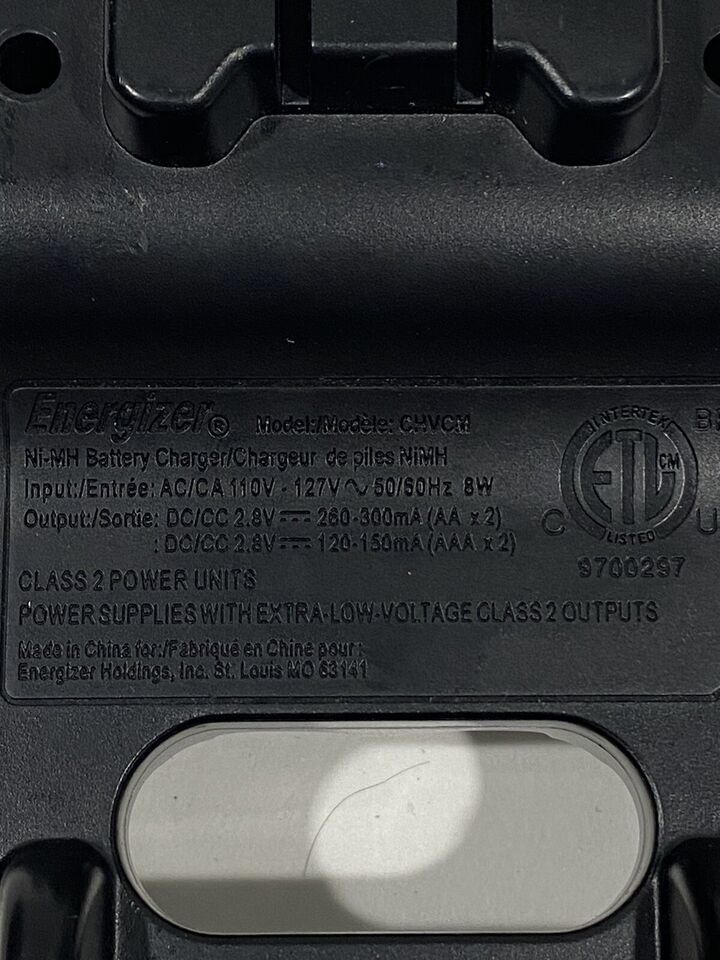 Energizer® Model:/Modèle: CHVCM
Ni-MH Battery Charger/Chargeur de piles NiMH
Input:/Entrée: AC/CA 110V - 127V ∿ 50/60Hz 8W
Output:/Sortie: DC/CC 2.8V ⎓ 260-300mA (AA x 2)
: DC/CC 2.8V ⎓ 120-150mA (AAA x 2)
CLASS 2 POWER UNITS
POWER SUPPLIES WITH EXTRA-LOW-VOLTAGE CLASS 2 OUTPUTS
Made in China for:/Fabriqué en Chine pour:
Energizer Holdings, Inc. St. Louis MO 63141
INTERTEK
ETL CM
LISTED
C U
9700297